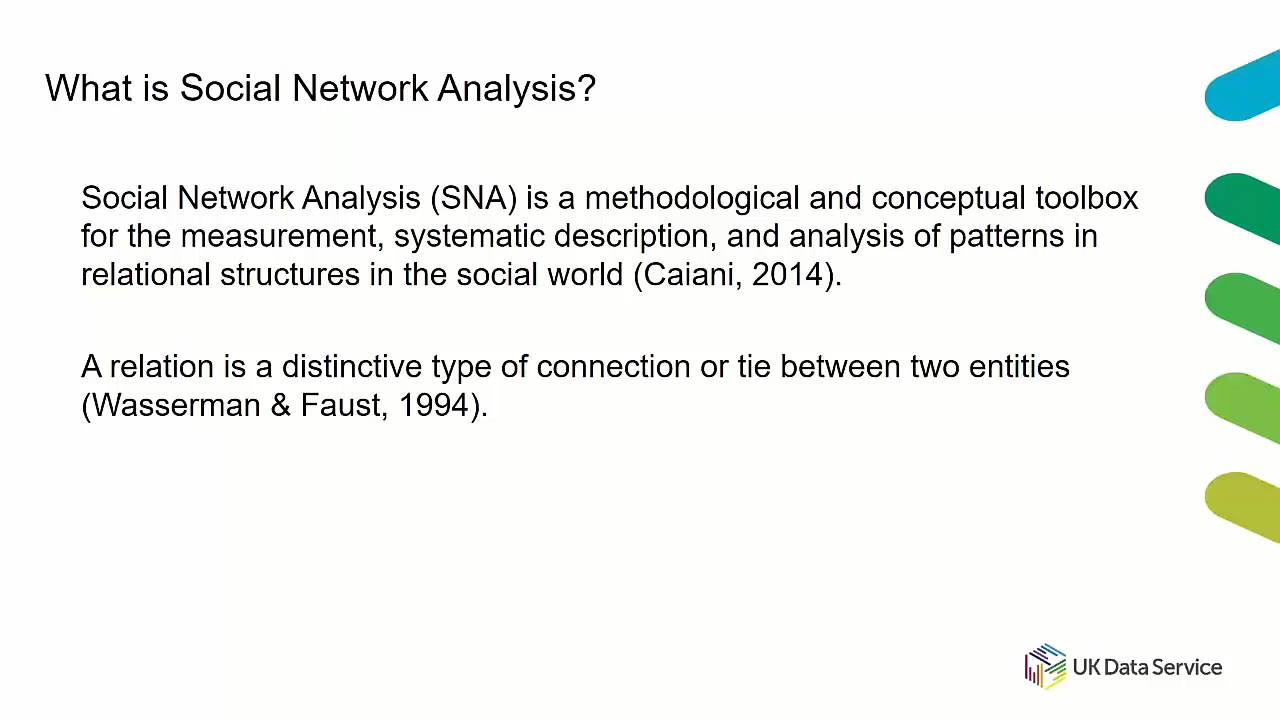 What is Social Network Analysis?
Social Network Analysis (SNA) is a methodological and conceptual toolbox
for the measurement, systematic description, and analysis of patterns in
relational structures in the social world (Caiani, 2014).
A relation is a distinctive type of connection or tie between two entities
(Wasserman & Faust, 1994).
UK Data Service